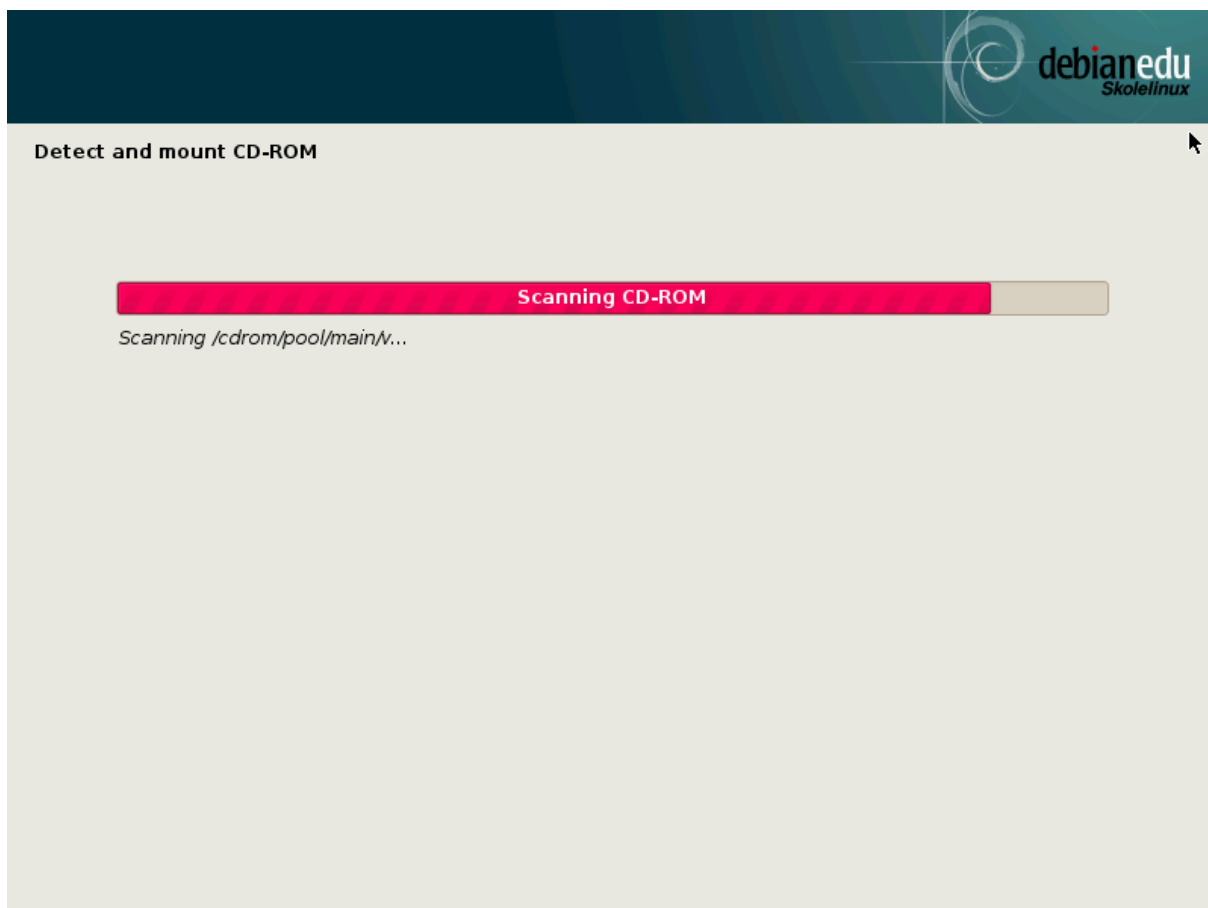 debianedu
Skolelinux
Detect and mount CD-ROM
Scanning CD-ROM
Scanning /cdrom/pool/main/v...